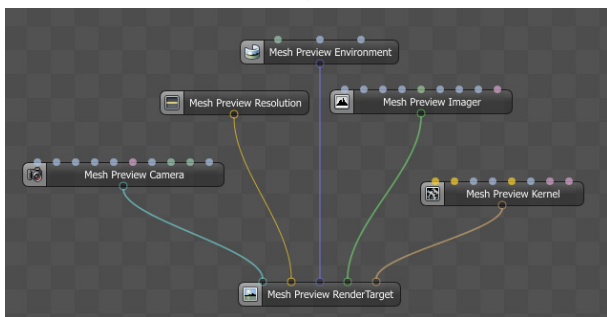 Mesh Preview Environment
Mesh Preview Resolution
Mesh Preview Imager
Mesh Preview Camera
Mesh Preview Kernel
Mesh Preview RenderTarget